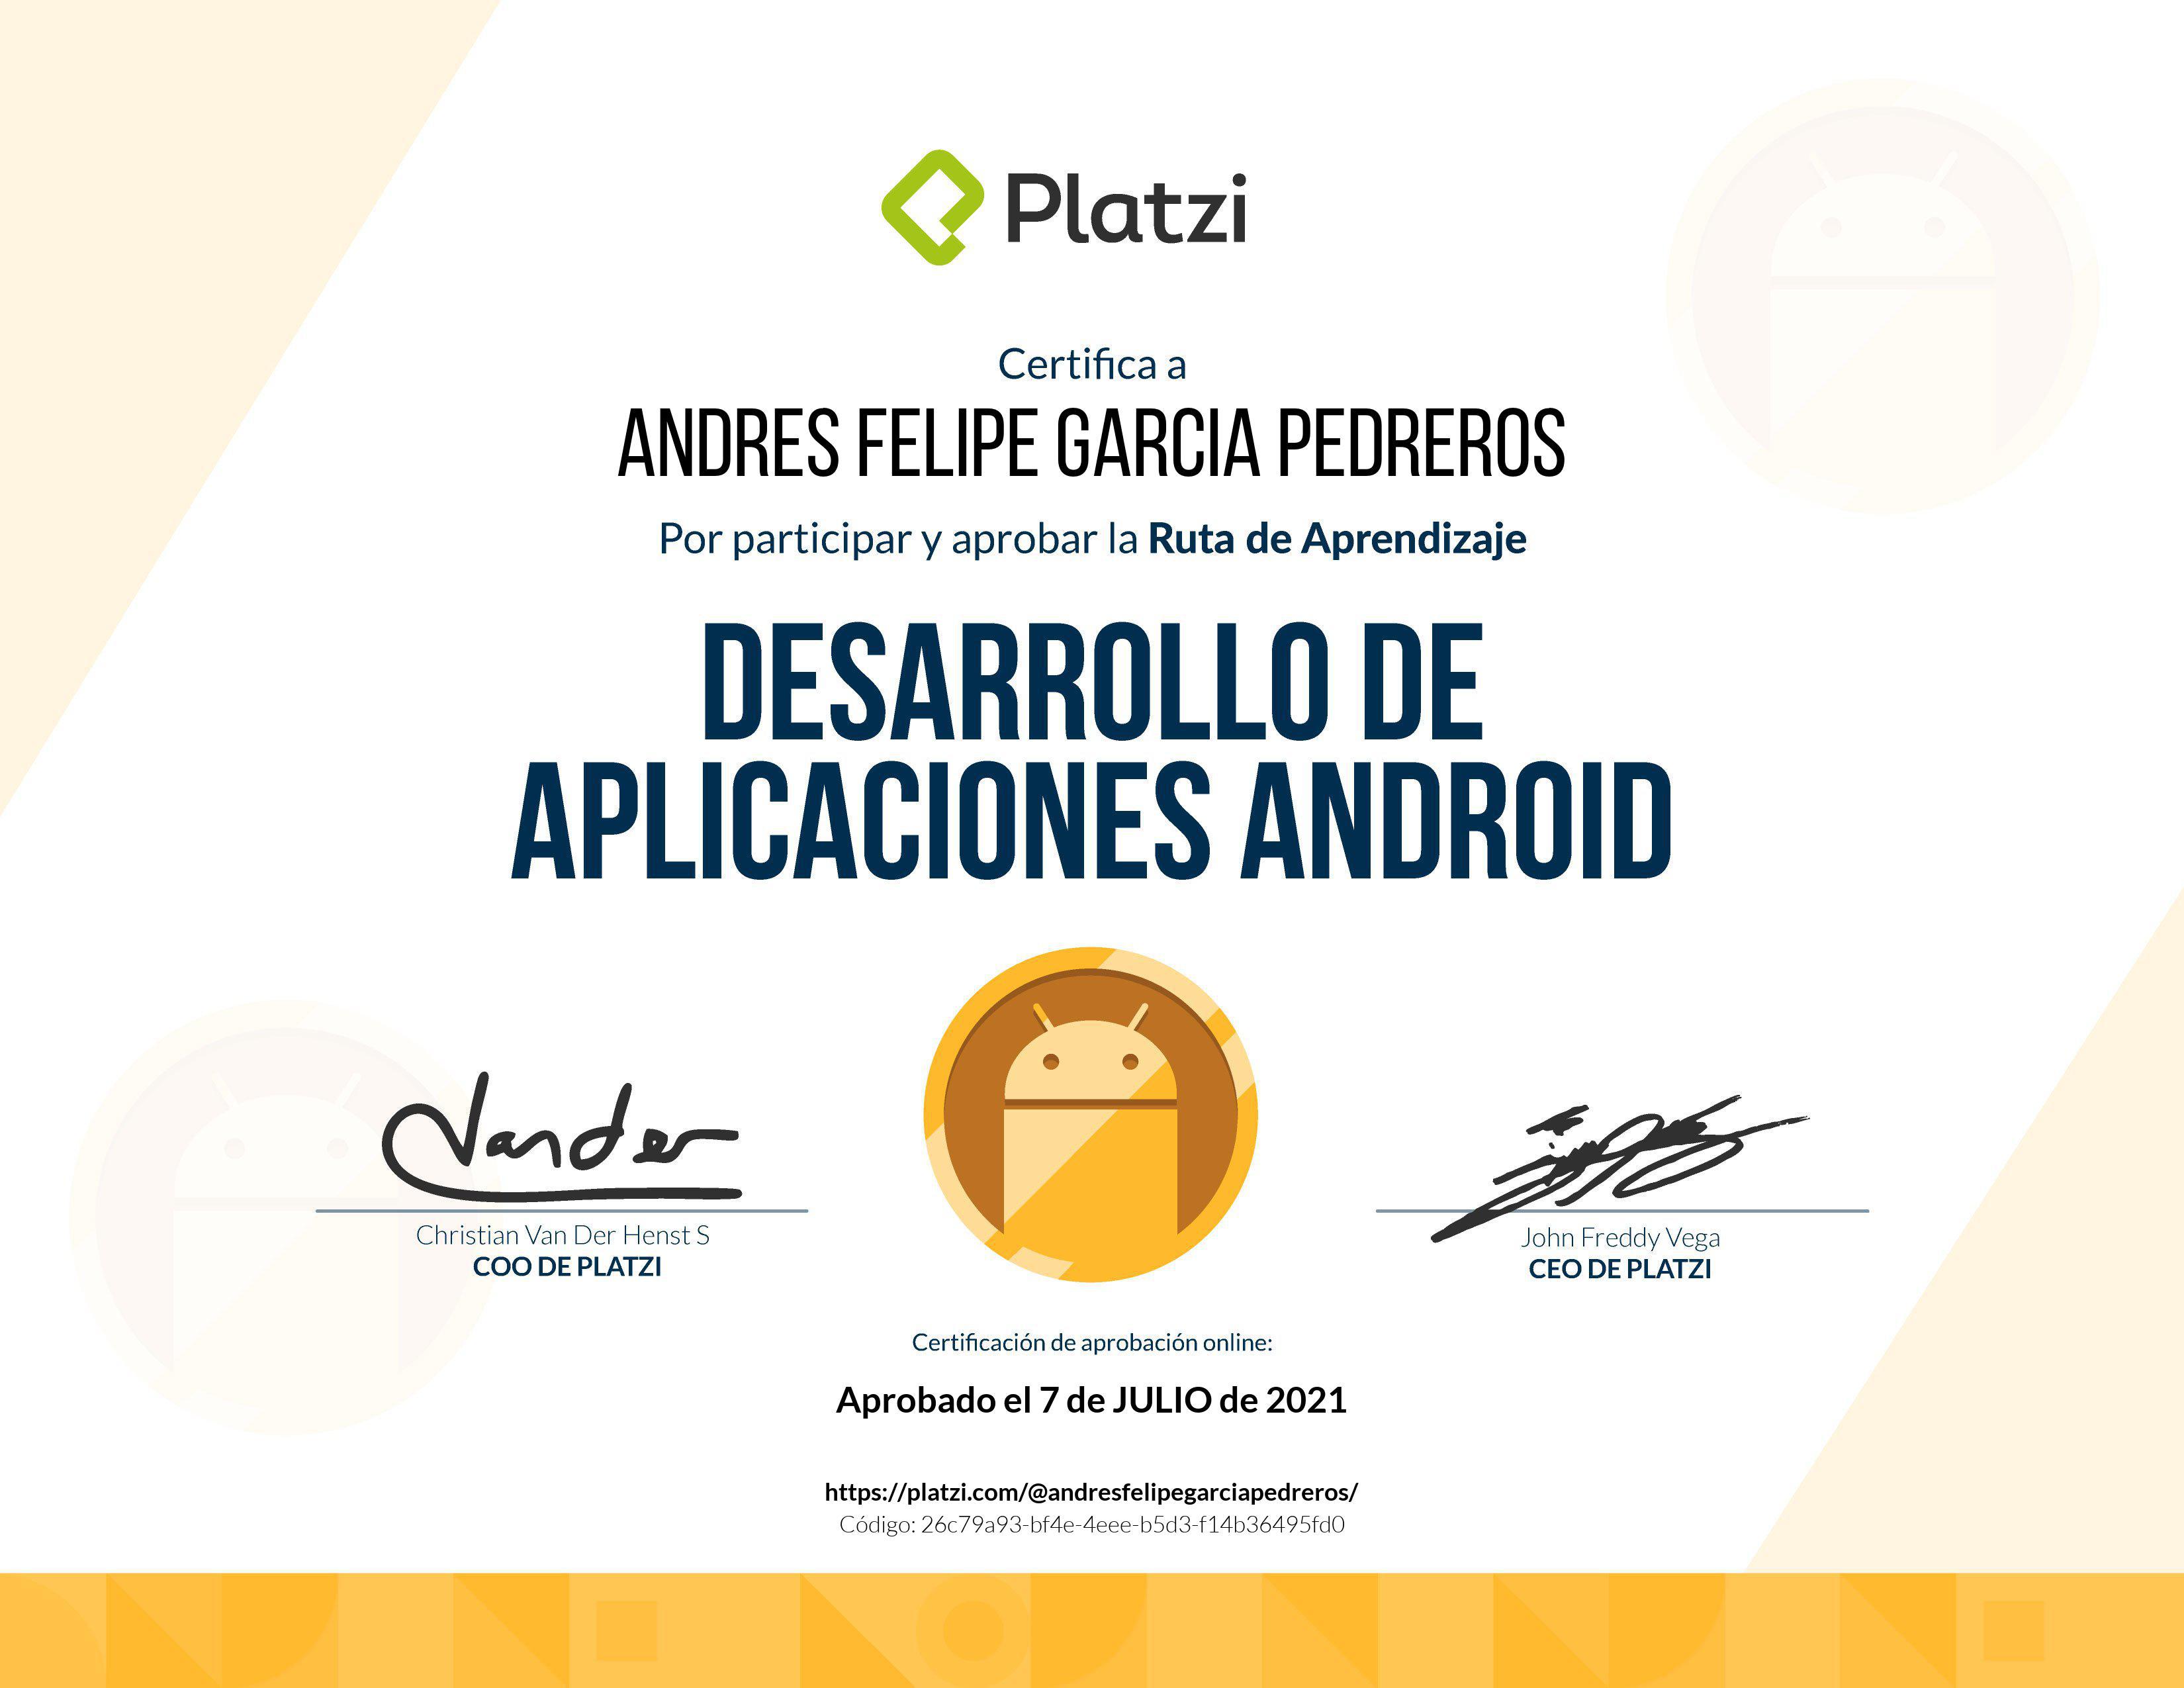 Platzi
Certifica a
ANDRES FELIPE GARCIA PEDREROS
Por participar y aprobar la Ruta de Aprendizaje
DESARROLLO DE
APLICACIONES ANDROID
Vander
Christian Van Der Henst S
COO DE PLATZI
John Freddy Vega
CEO DE PLATZI
Certificación de aprobación online:
Aprobado el 7 de JULIO de 2021
https://platzi.com/@andresfelipegarciapedreros/
Código: 26c79a93-bf4e-4eee-b5d3-f14b36495fd0